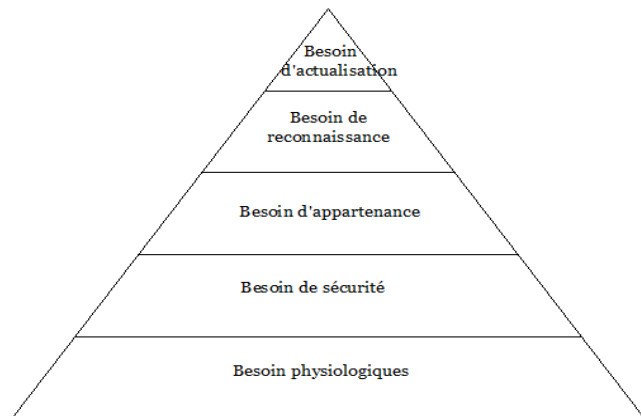 Besoin
d'actualisation
Besoin de
reconnaissance
Besoin d'appartenance
Besoin de sécurité
Besoin physiologiques